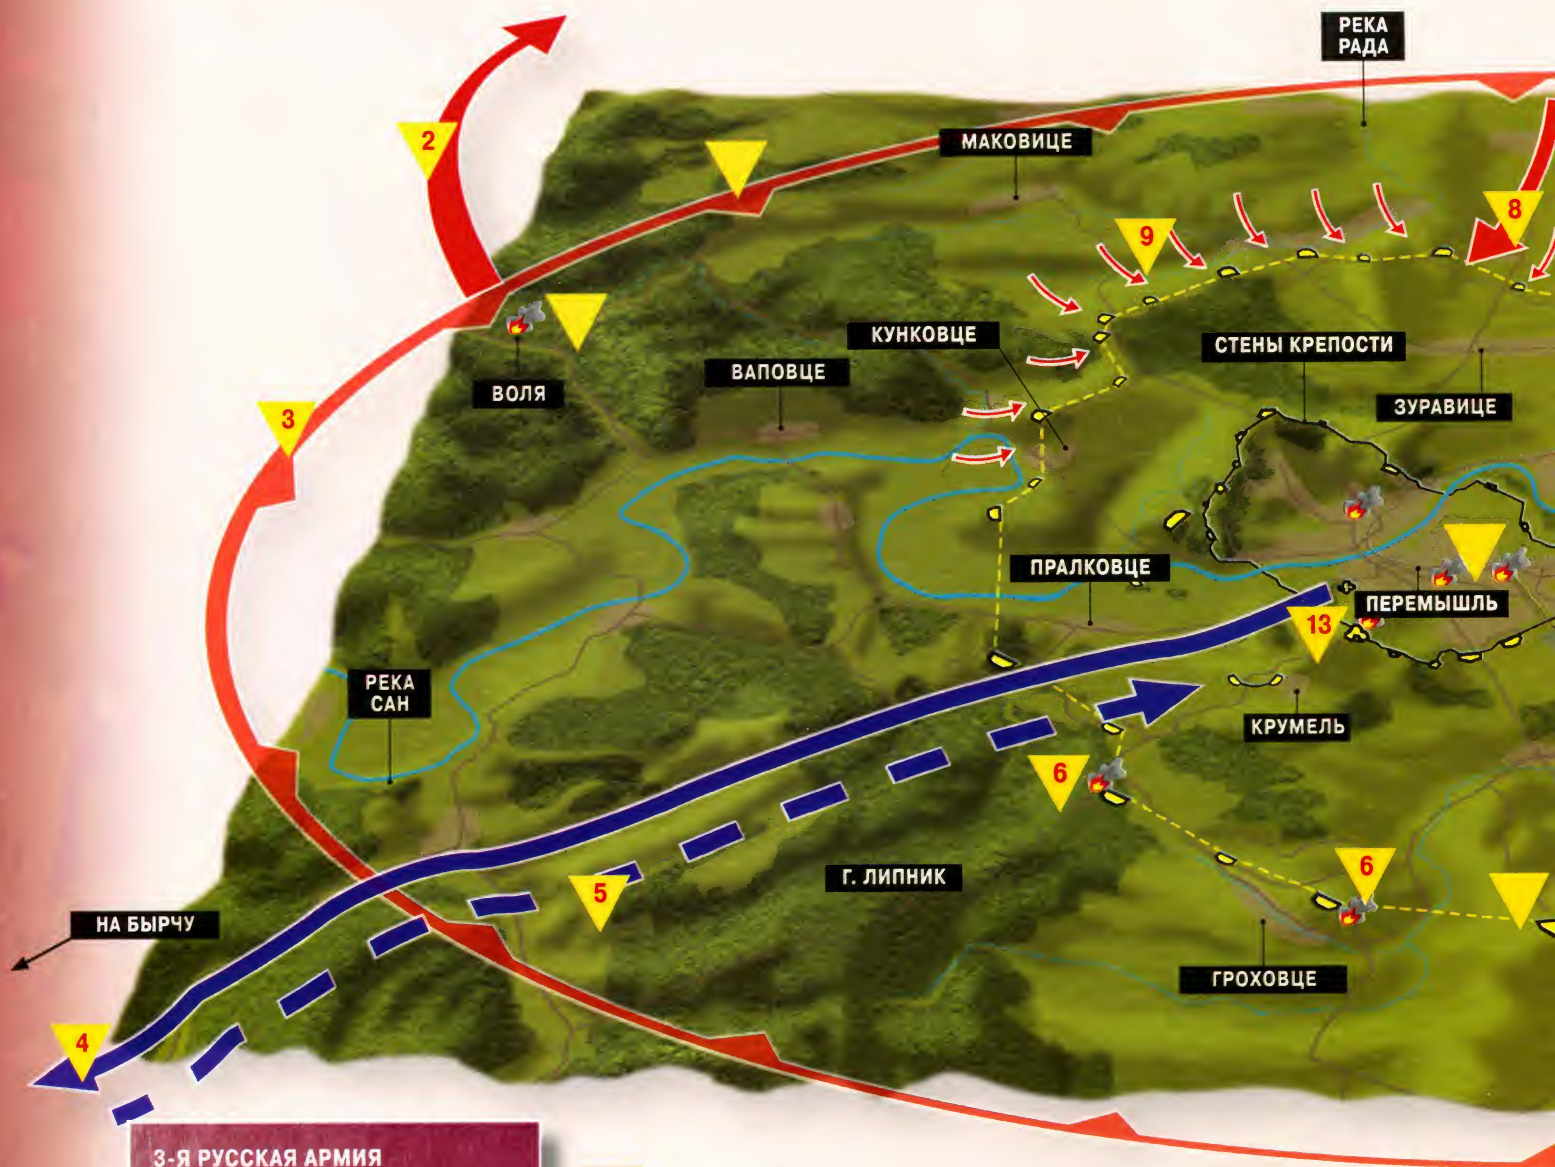 РЕКА
РАДА
2
МАКОВИЦЕ
8
9
КУНКОВЦЕ
СТЕНЫ КРЕПОСТИ
ВАПОВЦЕ
ВОЛЯ
ЗУРАВИЦЕ
3
ПРАЛКОВЦЕ
ПЕРЕМЫШЛЬ
13
РЕКА
САН
КРУМЕЛЬ
6
6
Г. ЛИПНИК
5
НА БЫРЧУ
ГРОХОВЦЕ
4
3-Я РУССКАЯ АРМИЯ